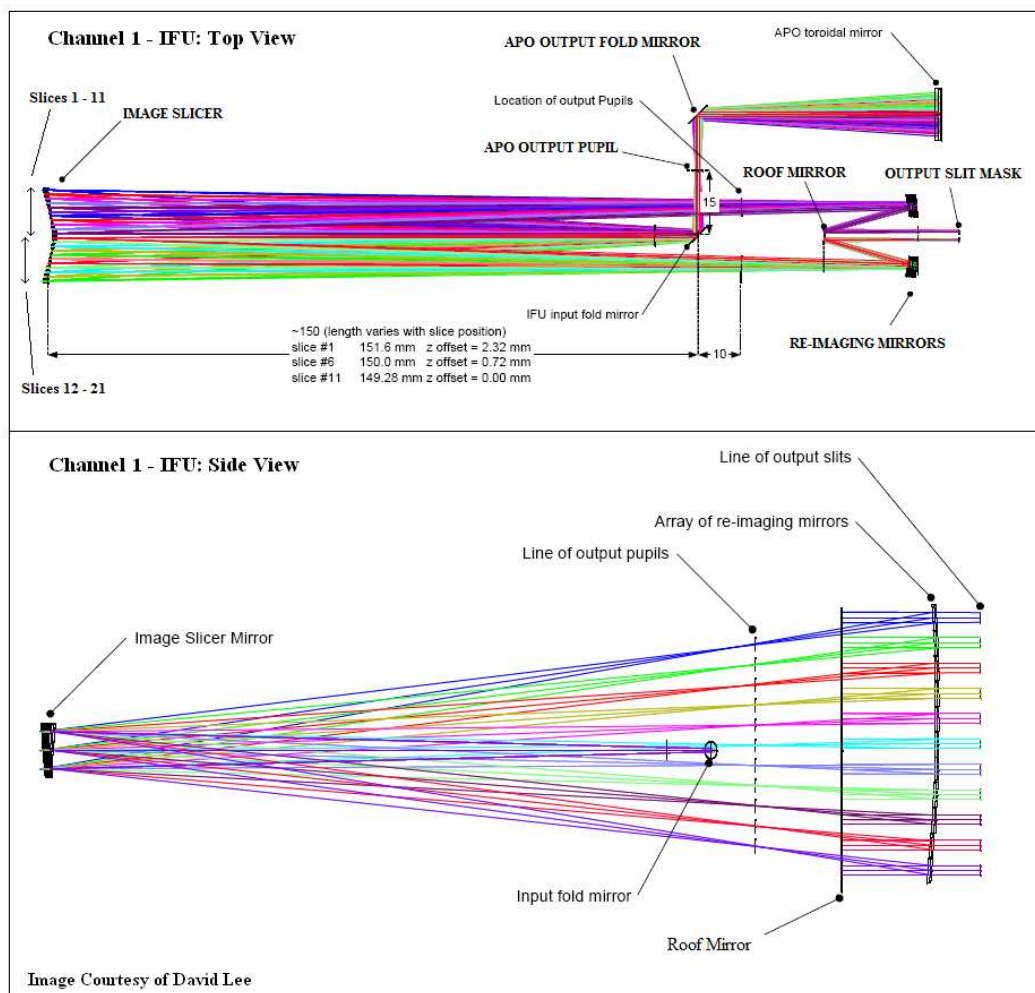 Channel 1 - IFU: Top View
APO OUTPUT FOLD MIRROR
APO toroidal mirror
Slices 1 - 11
IMAGE SLICER
Location of output Pupils
APO OUTPUT PUPIL
ROOF MIRROR
OUTPUT SLIT MASK
15
IFU input fold mirror
RE-IMAGING MIRRORS
~150 (length varies with slice position)
slice #1 151.6 mm z offset = 2.32 mm
slice #6 150.0 mm z offset = 0.72 mm
slice #11 149.28 mm z offset = 0.00 mm
10
Slices 12 - 21
Channel 1 - IFU: Side View
Line of output slits
Array of re-imaging mirrors
Line of output pupils
Image Slicer Mirror
Input fold mirror
Roof Mirror
Image Courtesy of David Lee